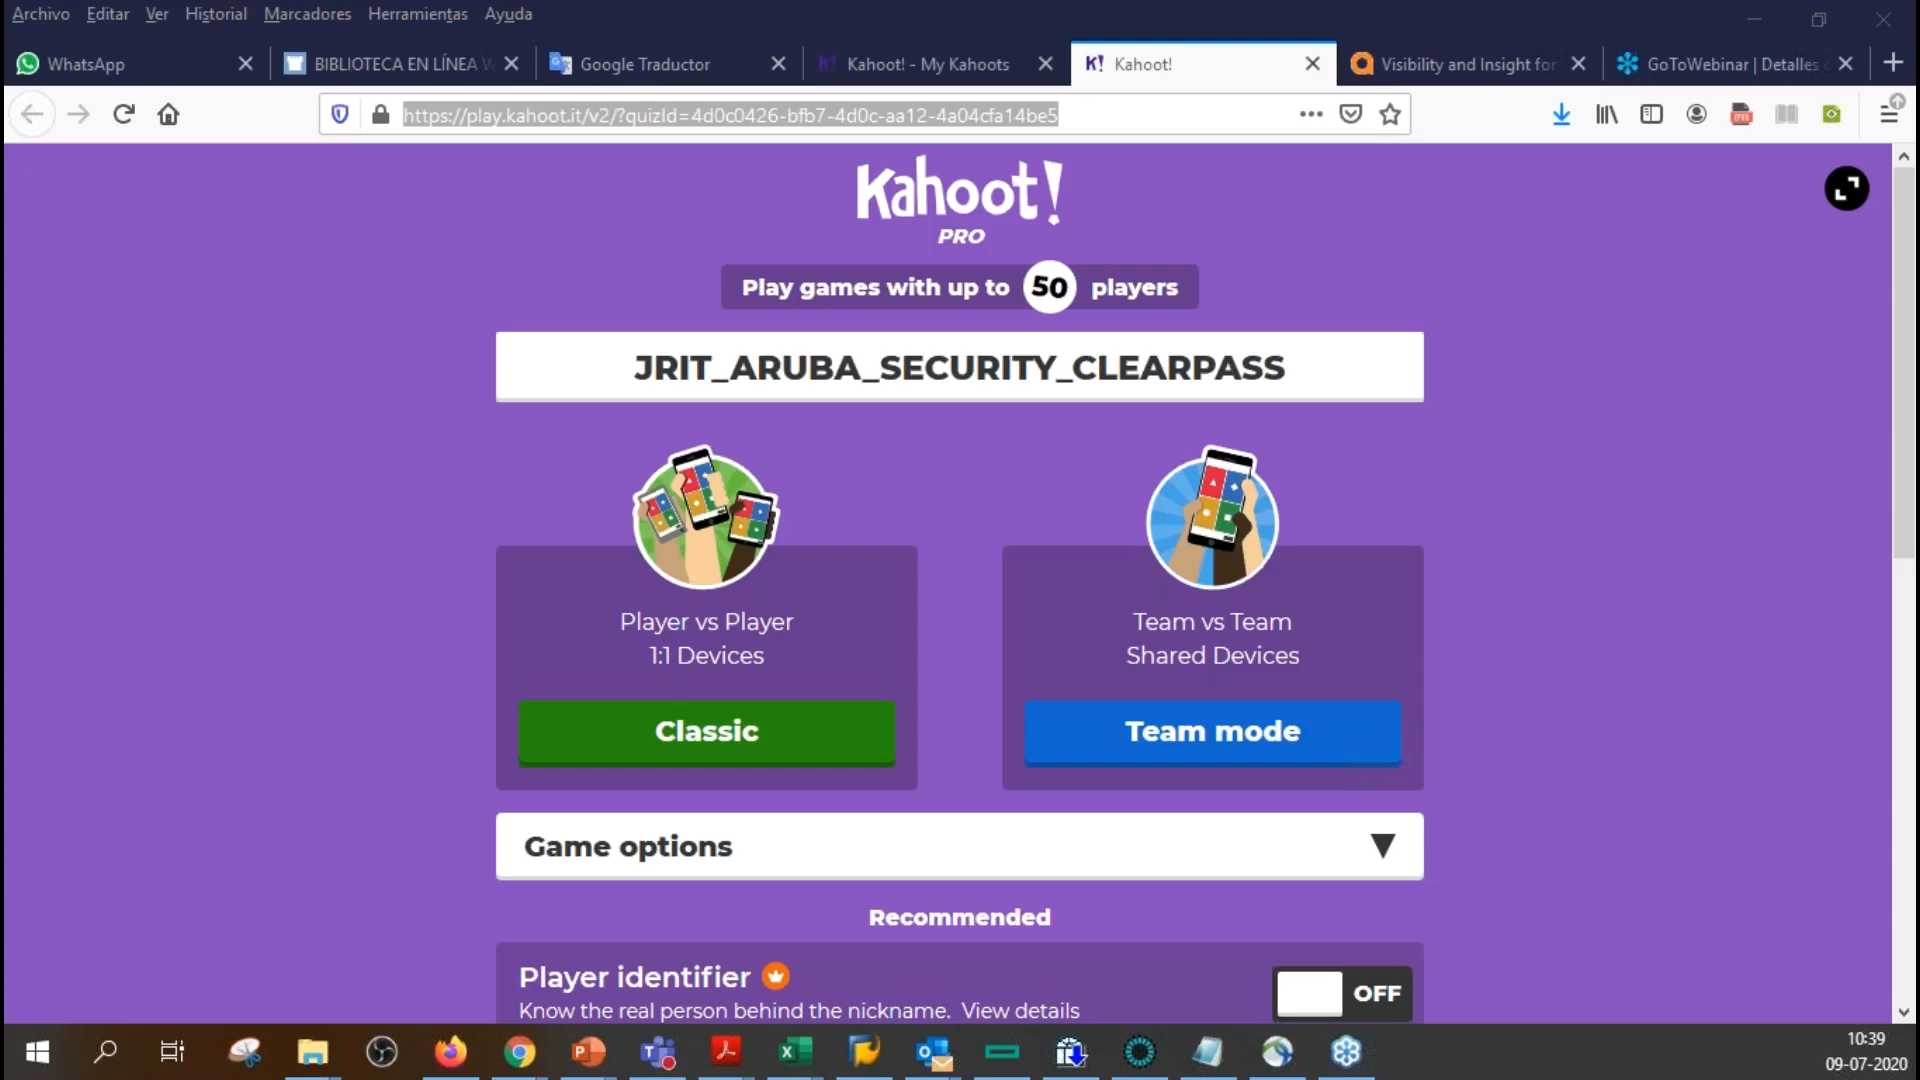 Archivo Editar Ver Historial Marcadores Herramientas Ayuda
WhatsApp
BIBLIOTECA EN LÍNEA
Google Traductor
Kahoot! - My Kahoots
K! Kahoot!
Visibility and Insight for
GoToWebinar | Detalles
https://play.kahoot.it/v2/?quizId=4d0c0426-bfb7-4d0c-aa12-4a04cfa14be5
Kahoot!
PRO
Play games with up to 50 players
JRIT_ARUBA_SECURITY_CLEARPASS
Player vs Player
1:1 Devices
Classic
Team vs Team
Shared Devices
Team mode
Game options
Recommended
Player identifier
OFF
Know the real person behind the nickname. View details
10:39
09-07-2020